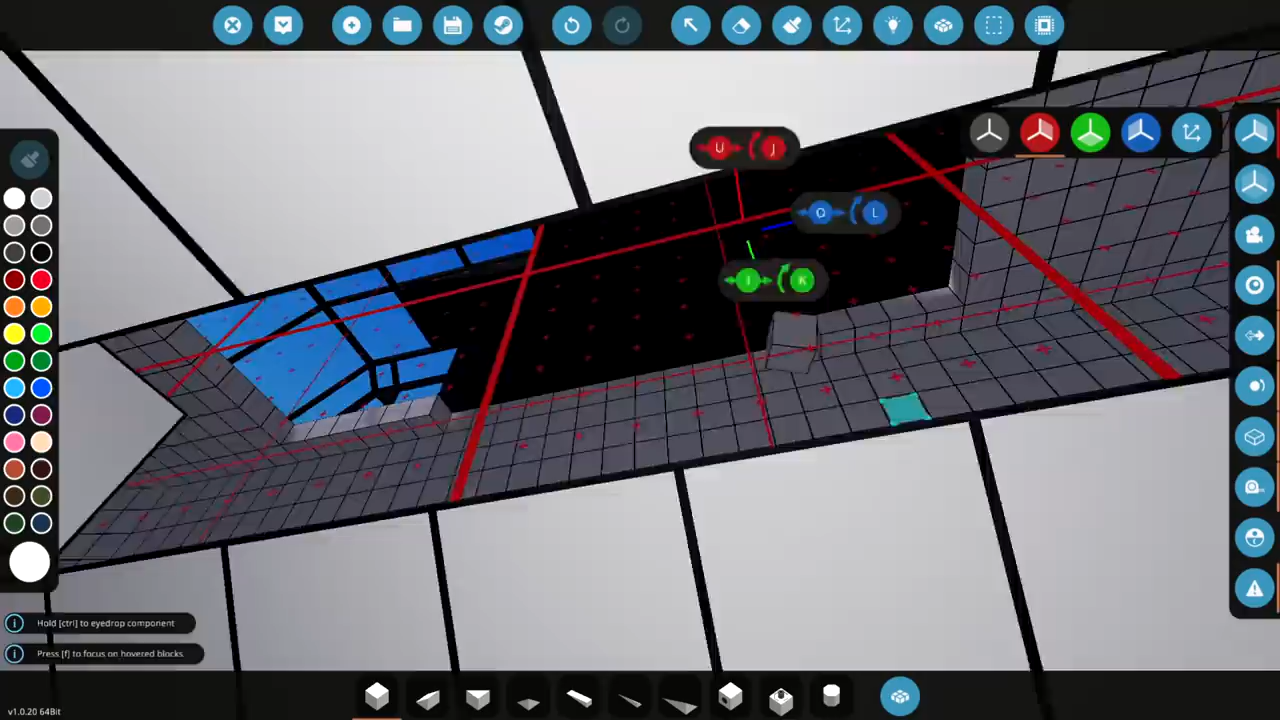 U J
O L
I K
Hold [ctrl] to eyedrop component
Press [f] to focus on hovered blocks
v1.0.20 64Bit